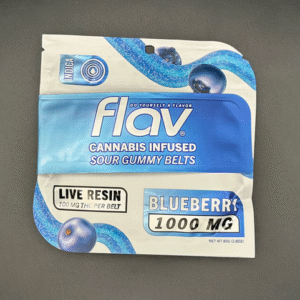 INDICA
DO YOURSELF A FLAVOR
flav®
CANNABIS INFUSED
SOUR GUMMY BELTS
LIVE RESIN
100 MG THC PER BELT
BLUEBERRY
1000 MG